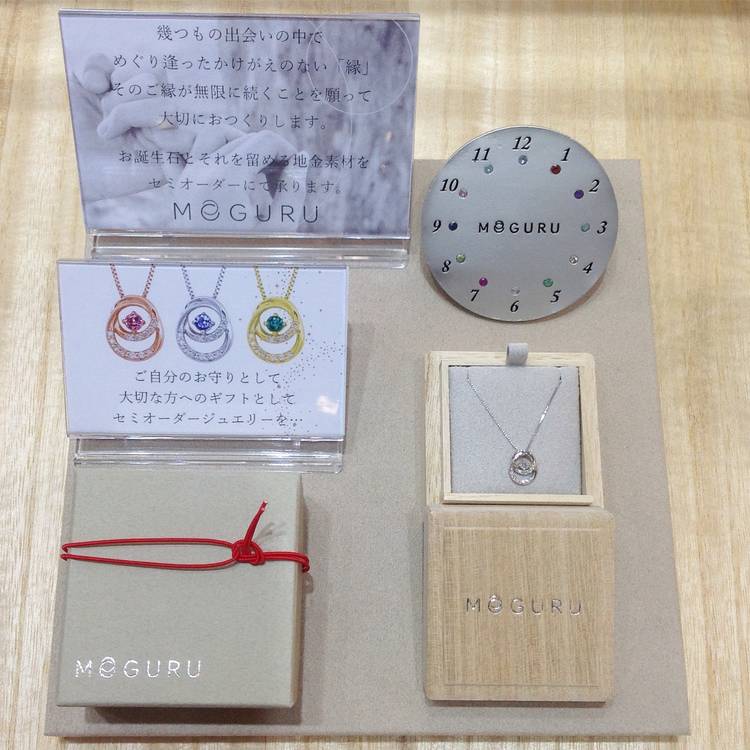 幾つもの出会いの中で
めぐり逢ったかけがえのない「縁」
そのご縁が無限に続くことを願って
大切におつくりします。
お誕生石とそれを留める地金素材を
セミオーダーにて承ります。
MEGURU
ご自分のお守りとして
大切な方へのギフトとして
セミオーダージュエリーを…
MEGURU
12
1
2
3
4
5
6
7
8
9
10
11
MEGURU
MEGURU